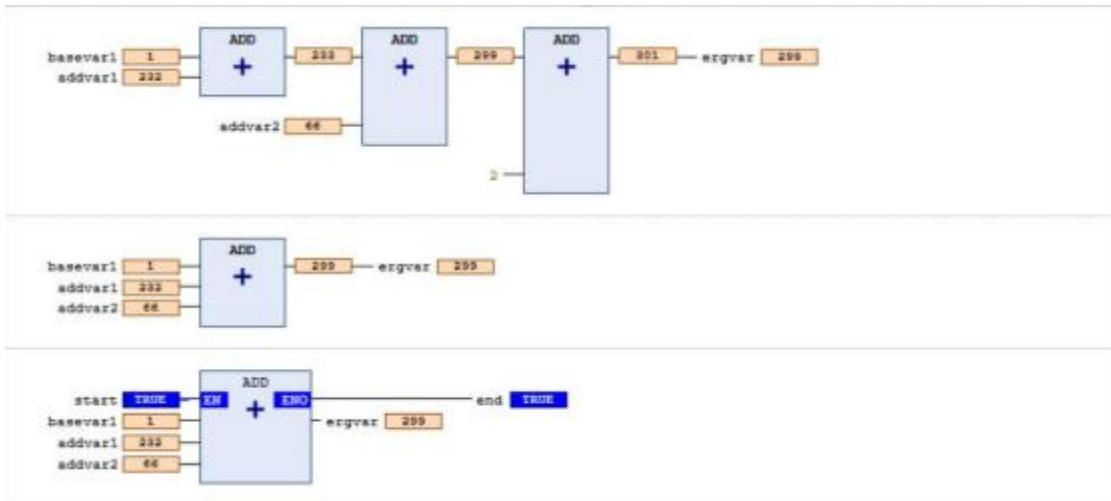 ADD ADD ADD
basevar1 1 + 233 + 299 + 301 ergvar 299
addvar1 232
addvar2 66
2
ADD
basevar1 1 299 ergvar 299
+
addvar1 232
addvar2 66
ADD
start TRUE EN ENO end TRUE
+
basevar1 1 ergvar 299
addvar1 232
addvar2 66